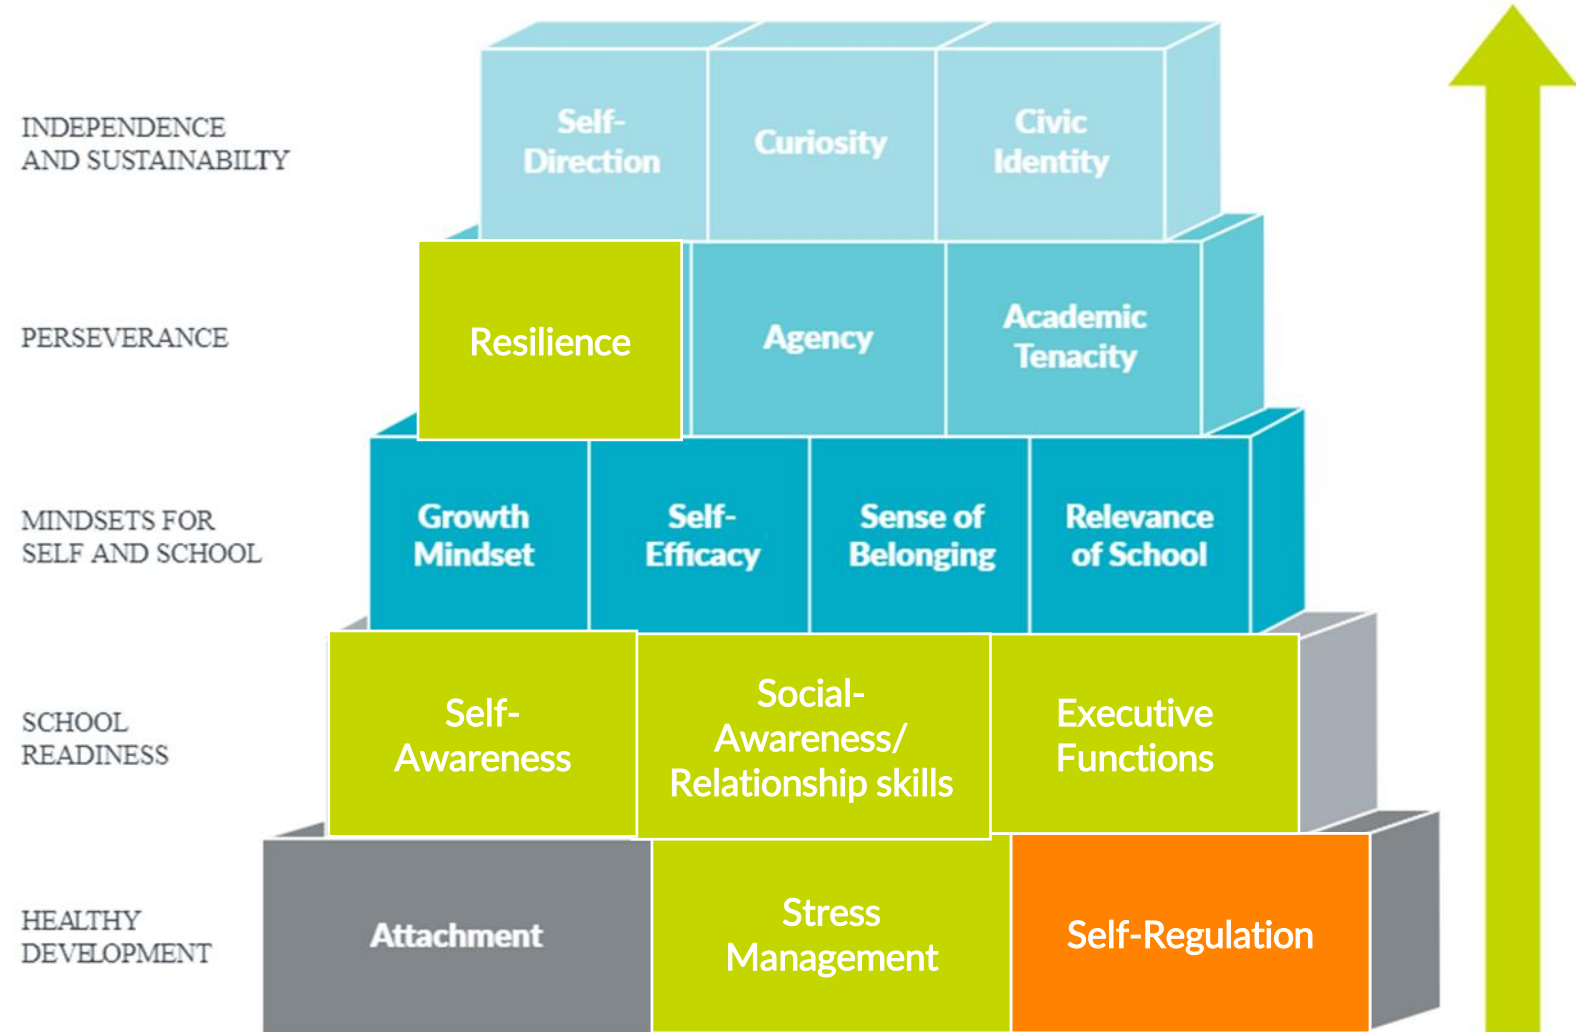 INDEPENDENCE
AND SUSTAINABILTY
Self-
Direction
Curiosity
Civic
Identity
PERSEVERANCE
Resilience
Agency
Academic
Tenacity
MINDSETS FOR
SELF AND SCHOOL
Growth
Mindset
Self-
Efficacy
Sense of
Belonging
Relevance
of School
SCHOOL
READINESS
Self-
Awareness
Social-
Awareness/
Relationship skills
Executive
Functions
HEALTHY
DEVELOPMENT
Attachment
Stress
Management
Self-Regulation